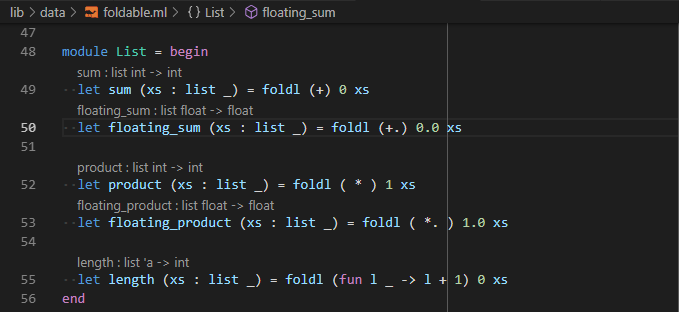 lib > data > foldable.ml > {} List > floating_sum
47
48 module List = begin
sum : list int -> int
49 let sum (xs : list _) = foldl (+) 0 xs
floating_sum : list float -> float
50 let floating_sum (xs : list _) = foldl (+.) 0.0 xs
51
product : list int -> int
52 let product (xs : list _) = foldl ( * ) 1 xs
floating_product : list float -> float
53 let floating_product (xs : list _) = foldl ( *. ) 1.0 xs
54
length : list 'a -> int
55 let length (xs : list _) = foldl (fun l _ -> l + 1) 0 xs
56 end